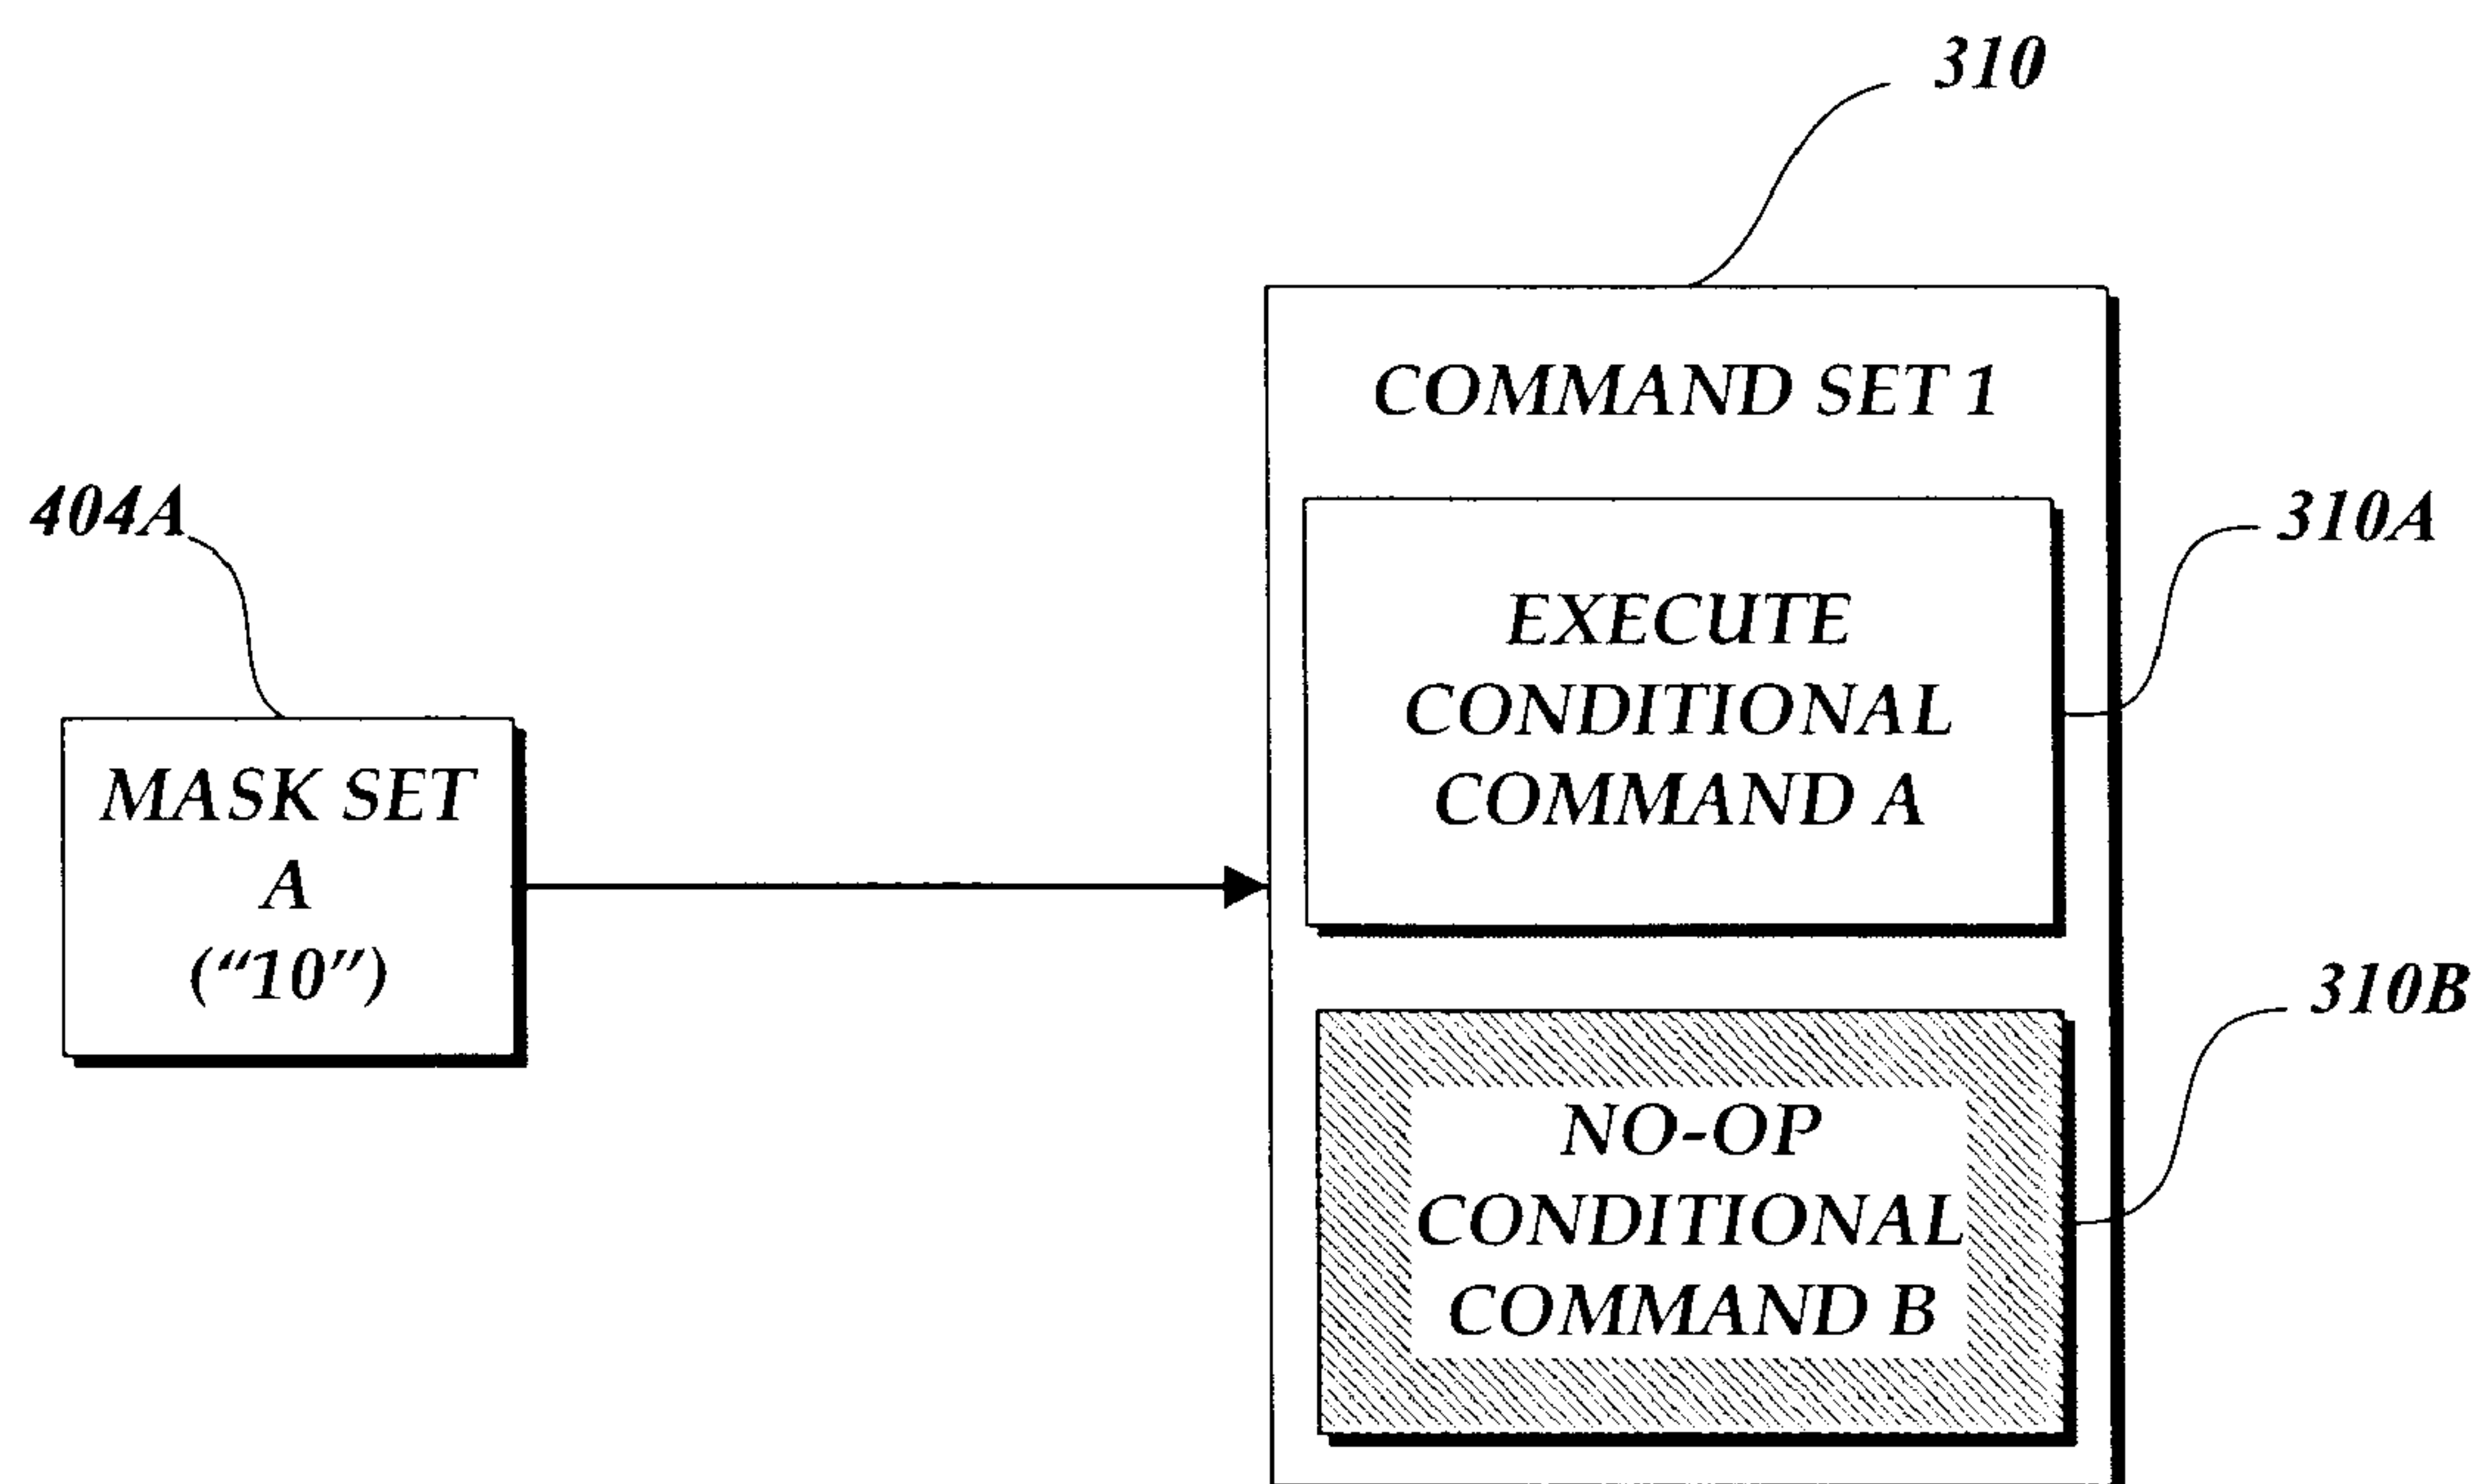 310
COMMAND SET 1
404A
310A
EXECUTE
CONDITIONAL
COMMAND A
MASK SET
A
(“10”)
310B
NO-OP
CONDITIONAL
COMMAND B